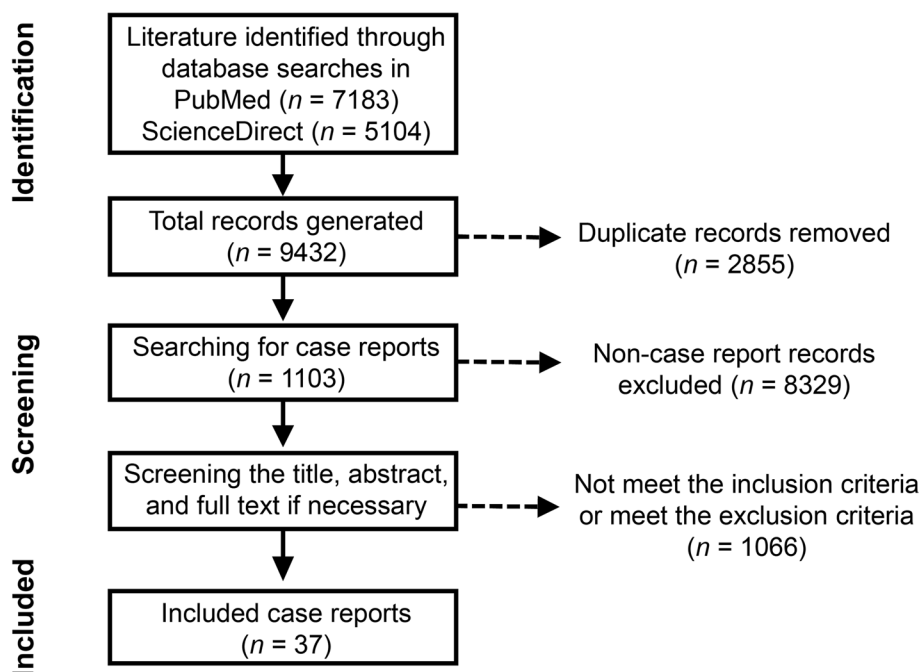 Identification
Literature identified through
database searches in
PubMed (n = 7183)
ScienceDirect (n = 5104)
Total records generated
(n = 9432)
Duplicate records removed
(n = 2855)
Screening
Searching for case reports
(n = 1103)
Non-case report records
excluded (n = 8329)
Screening the title, abstract,
and full text if necessary
Not meet the inclusion criteria
or meet the exclusion criteria
(n = 1066)
Included
Included case reports
(n = 37)